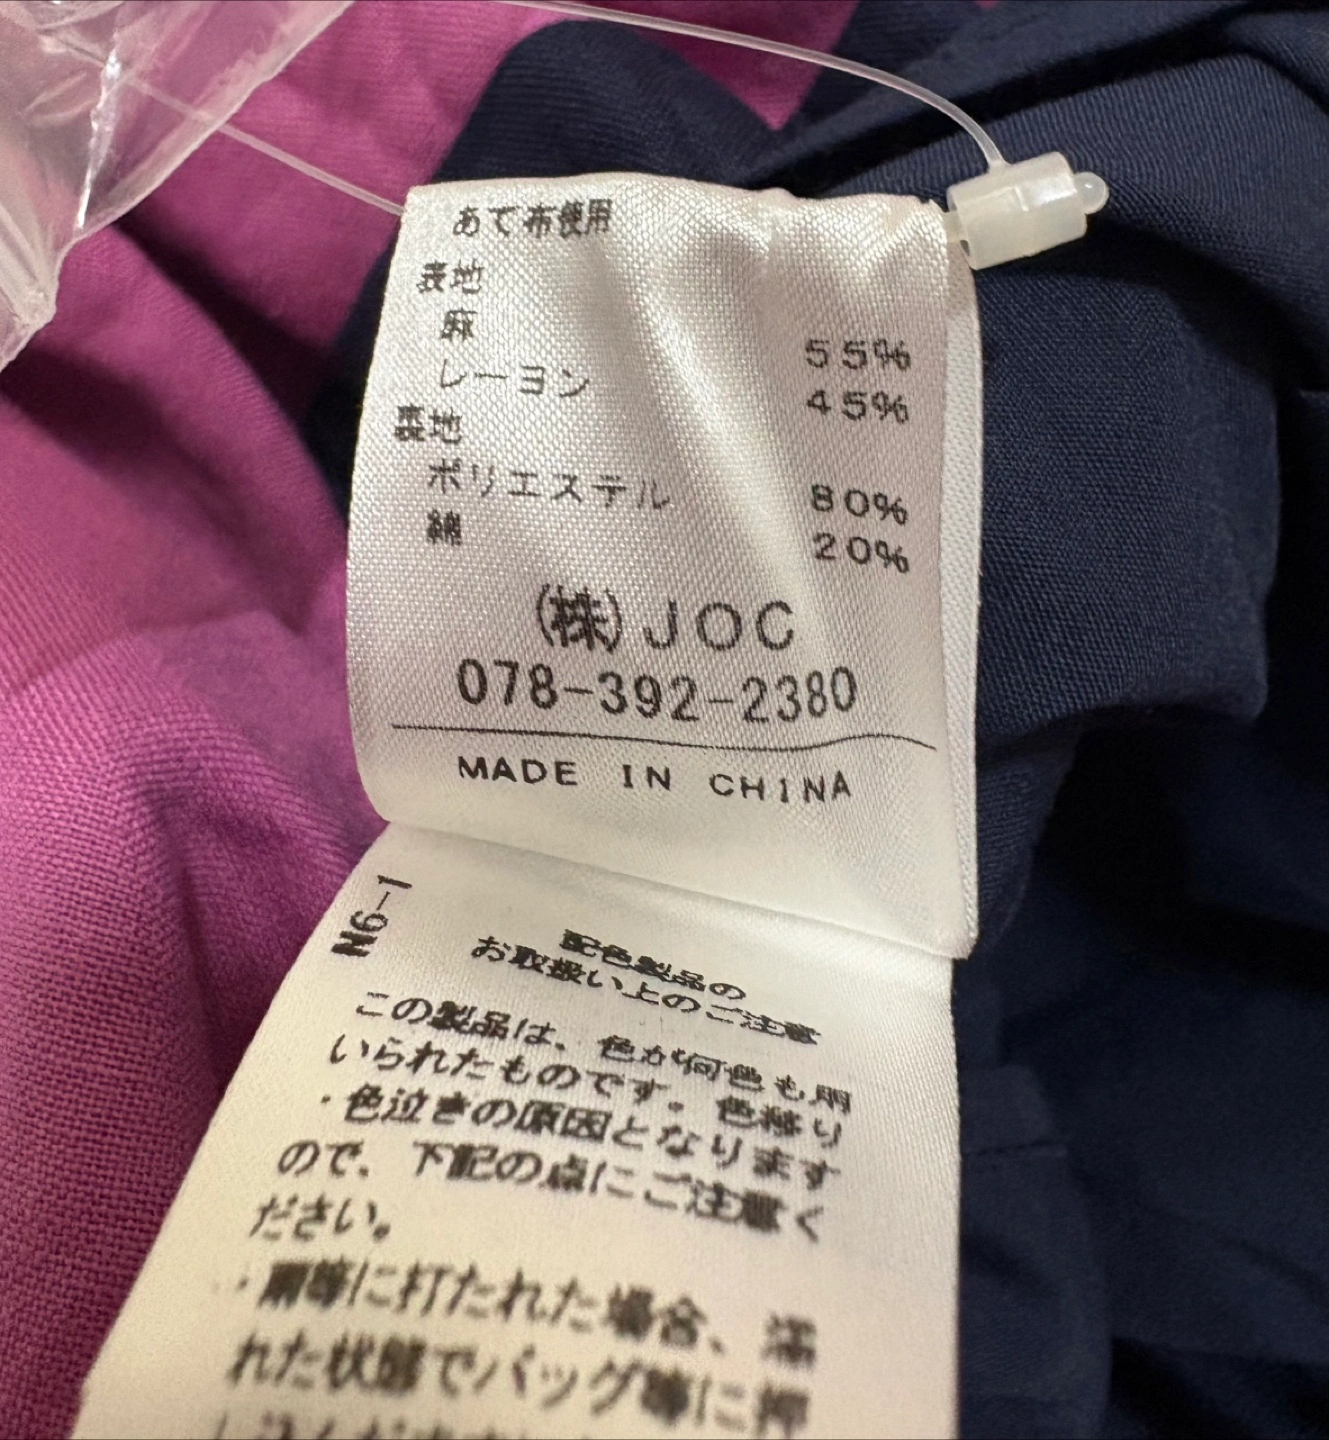 あて布使用
表地
麻 55%
レーヨン 45%
裏地
ポリエステル 80%
綿 20%
(株)JOC
078-392-2380
MADE IN CHINA
N6-1
配色製品の
お取扱い上のご注意
この製品は、色が何色も用
いられたものです。色移り
・色泣きの原因となります
ので、下記の点にご注意く
ださい。
・雨等に打たれた場合、濡
れた状態でバッグ等に押